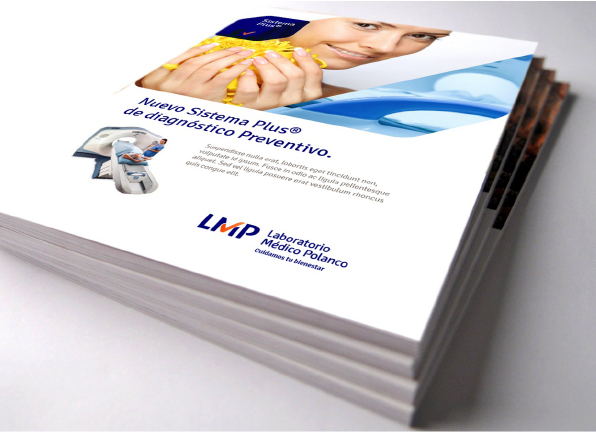 Sistema
Plus®
Nuevo Sistema Plus®
de diagnóstico Preventivo.
Suspendisse nulla erat, lobortis eget tincidunt non,
vulputate id ipsum. Fusce in odio ac ligula pellentesque
aliquet. Sed vel ligula posuere erat vestibulum rhoncus
quis congue elit.
LMP
Laboratorio
Médico Polanco
cuidamos tu bienestar